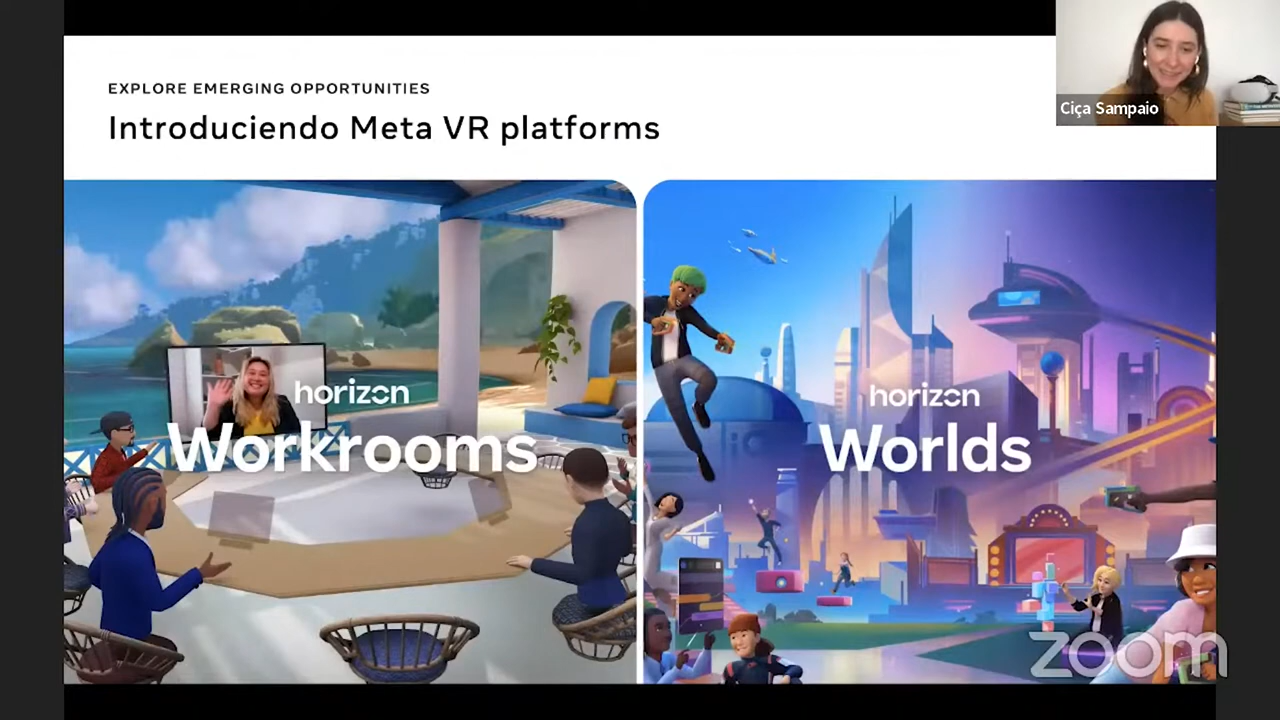 EXPLORE EMERGING OPPORTUNITIES
Introduciendo Meta VR platforms
Ciça Sampaio
horizon
Workrooms
horizon
Worlds
zoom